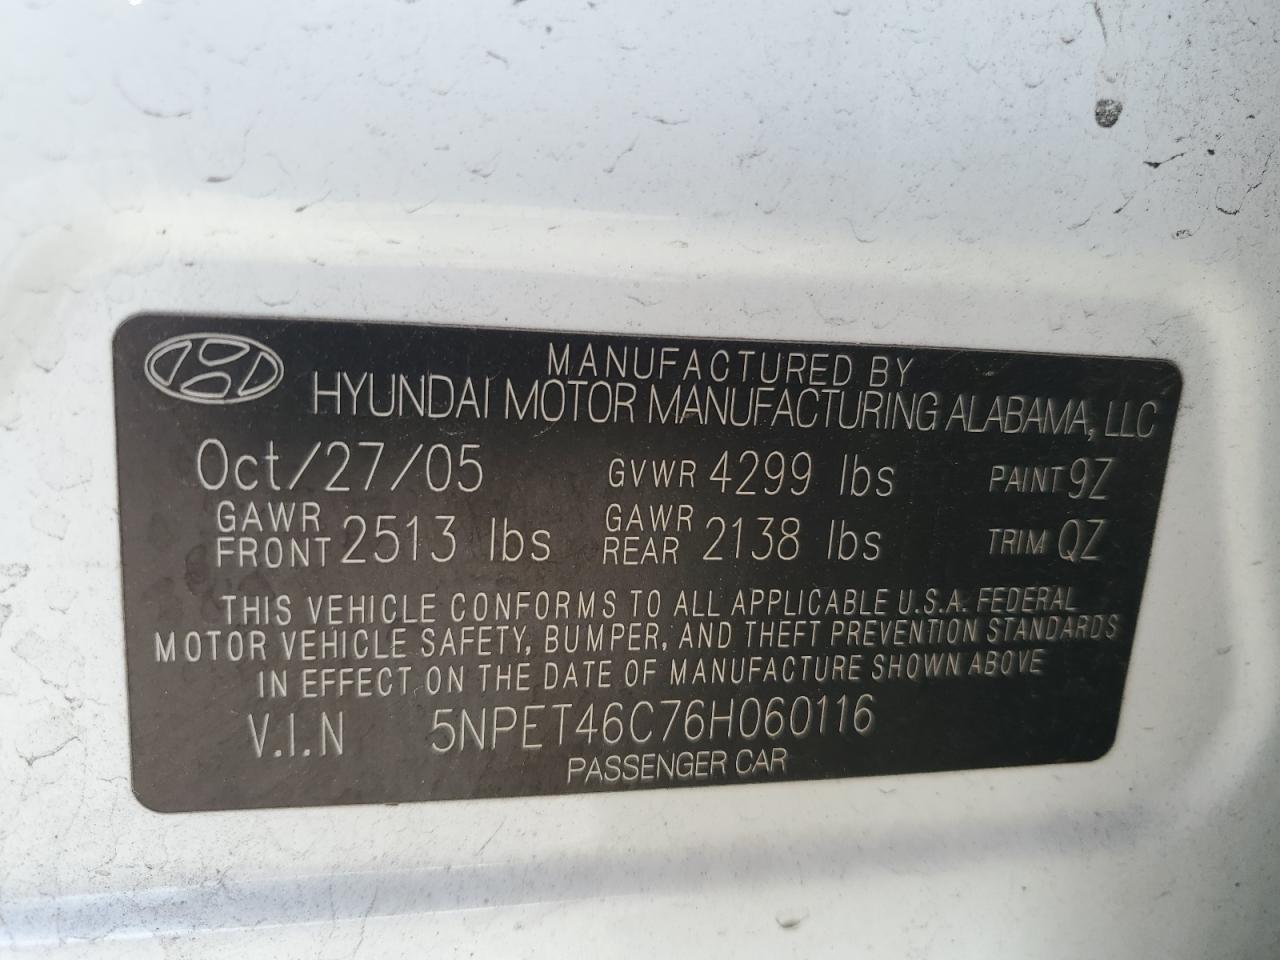 MANUFACTURED BY
HYUNDAI MOTOR MANUFACTURING ALABAMA, LLC
Oct/27/05 GVWR 4299 lbs PAINT 9Z
GAWR FRONT 2513 lbs GAWR REAR 2138 lbs TRIM QZ
THIS VEHICLE CONFORMS TO ALL APPLICABLE U.S.A. FEDERAL
MOTOR VEHICLE SAFETY, BUMPER, AND THEFT PREVENTION STANDARDS
IN EFFECT ON THE DATE OF MANUFACTURE SHOWN ABOVE
V.I.N 5NPET46C76H060116
PASSENGER CAR